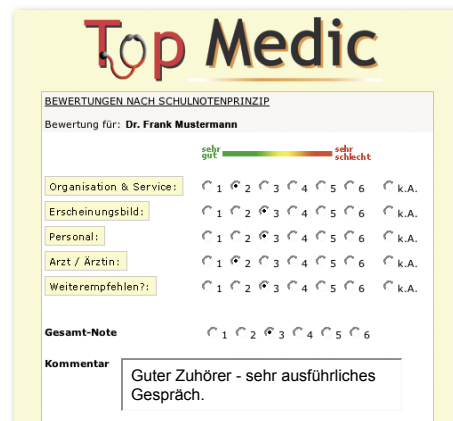 Top Medic
BEWERTUNGEN NACH SCHULNOTENPRINZIP
Bewertung für: Dr. Frank Mustermann
sehr gut sehr schlecht
Organisation & Service: 1 2 3 4 5 6 k.A.
Erscheinungsbild: 1 2 3 4 5 6 k.A.
Personal: 1 2 3 4 5 6 k.A.
Arzt / Ärztin: 1 2 3 4 5 6 k.A.
Weiterempfehlen?: 1 2 3 4 5 6 k.A.
Gesamt-Note 1 2 3 4 5 6
Kommentar
Guter Zuhörer - sehr ausführliches
Gespräch.